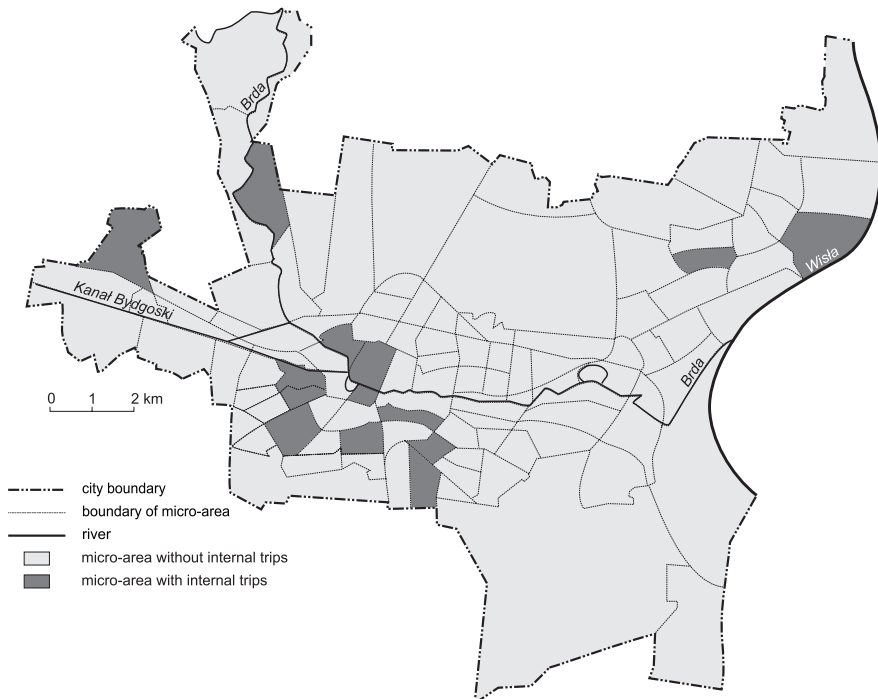 Brda
Wisła
Kanał Bydgoski
Brda
0 1 2 km
city boundary
boundary of micro-area
river
micro-area without internal trips
micro-area with internal trips